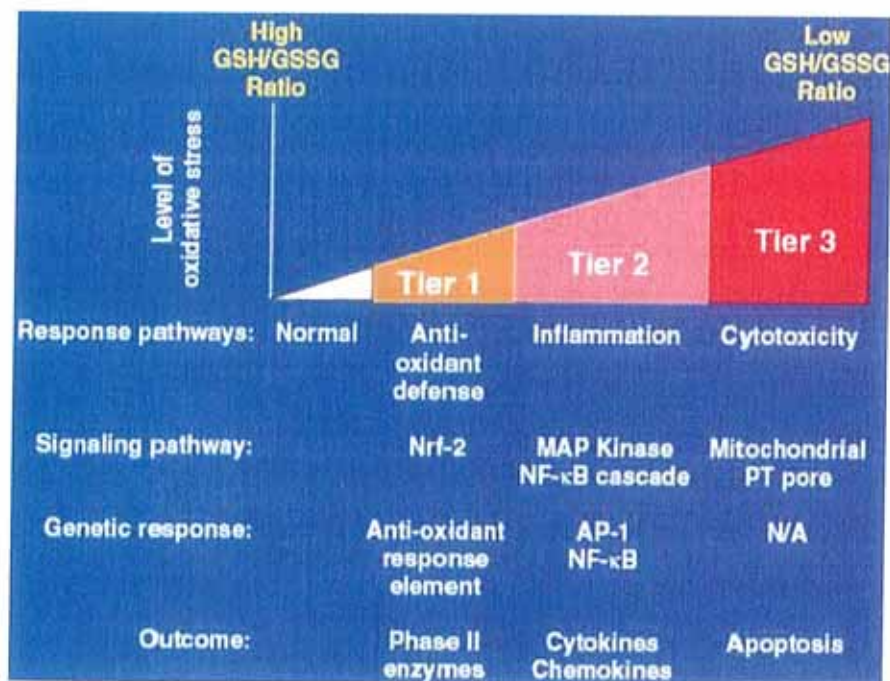 High
GSH/GSSG
Ratio
Low
GSH/GSSG
Ratio
Level of
oxidative stress
Tier 1
Tier 2
Tier 3
Response pathways:
Normal
Anti-
oxidant
defense
Inflammation
Cytotoxicity
Signaling pathway:
Nrf-2
MAP Kinase
NF-κB cascade
Mitochondrial
PT pore
Genetic response:
Anti-oxidant
response
element
AP-1
NF-κB
N/A
Outcome:
Phase II
enzymes
Cytokines
Chemokines
Apoptosis